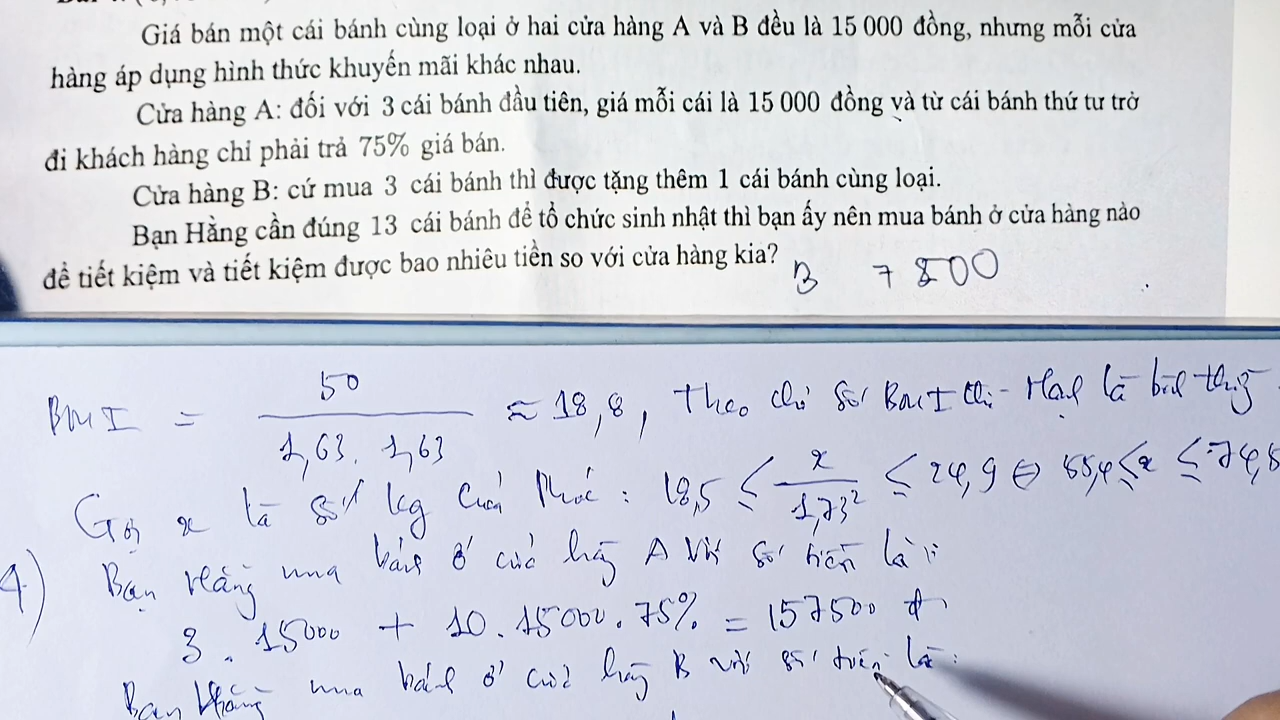 Giá bán một cái bánh cùng loại ở hai cửa hàng A và B đều là 15 000 đồng, nhưng mỗi cửa
hàng áp dụng hình thức khuyến mãi khác nhau.
Cửa hàng A: đối với 3 cái bánh đầu tiên, giá mỗi cái là 15 000 đồng và từ cái bánh thứ tư trở
đi khách hàng chỉ phải trả 75% giá bán.
Cửa hàng B: cứ mua 3 cái bánh thì được tặng thêm 1 cái bánh cùng loại.
Bạn Hằng cần đúng 13 cái bánh để tổ chức sinh nhật thì bạn ấy nên mua bánh ở cửa hàng nào
để tiết kiệm và tiết kiệm được bao nhiêu tiền so với cửa hàng kia?
B 7500
BMI = 50 / 1,63 . 1,63 ≈ 18,8, Theo chỉ số BMI thì Hạnh là bình thường
Gọi x là số kg của Phúc : 18,5 ≤ x / 1,73² ≤ 24,9 ⇔ 55,4 ≤ x ≤ 74,5
4) Bạn Hằng mua bánh ở cửa hàng A với số tiền là :
3 . 15000 + 10 . 15000 . 75% = 157500 đ
Bạn Hằng mua bánh ở cửa hàng B với số tiền là :